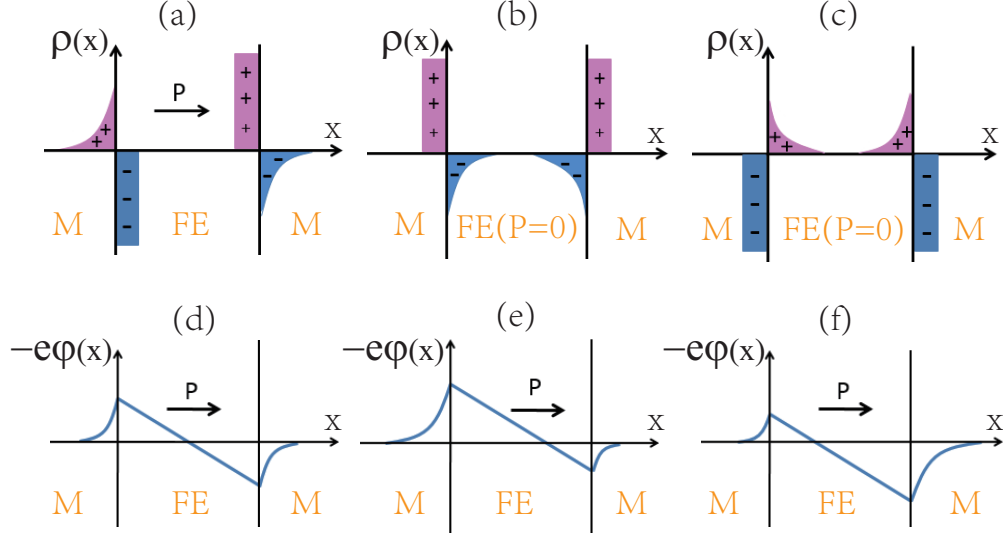 (a) (b) (c)
ρ(x) ρ(x) ρ(x)
P
+ + +
+ +
+ + +
+ + +
+ + +
x x x
- - -
- -
- -
- -
+ + + +
- - -
- - -
- - -
M FE M
FE(P=0) M
M FE(P=0) M
(d) (e) (f)
−eφ(x) −eφ(x) −eφ(x)
P P P
x x x
M FE M M FE M M FE M